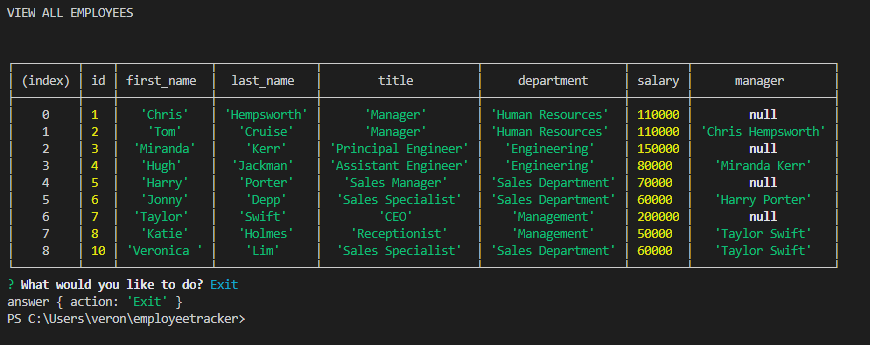 VIEW ALL EMPLOYEES
(index) id first_name last_name title department salary manager
0 1 'Chris' 'Hempsworth' 'Manager' 'Human Resources' 110000 null
1 2 'Tom' 'Cruise' 'Manager' 'Human Resources' 110000 'Chris Hempsworth'
2 3 'Miranda' 'Kerr' 'Principal Engineer' 'Engineering' 150000 null
3 4 'Hugh' 'Jackman' 'Assistant Engineer' 'Engineering' 80000 'Miranda Kerr'
4 5 'Harry' 'Porter' 'Sales Manager' 'Sales Department' 70000 null
5 6 'Jonny' 'Depp' 'Sales Specialist' 'Sales Department' 60000 'Harry Porter'
6 7 'Taylor' 'Swift' 'CEO' 'Management' 200000 null
7 8 'Katie' 'Holmes' 'Receptionist' 'Management' 50000 'Taylor Swift'
8 10 'Veronica ' 'Lim' 'Sales Specialist' 'Sales Department' 60000 'Taylor Swift'
? What would you like to do? Exit
answer { action: 'Exit' }
PS C:\Users\veron\employeetracker>